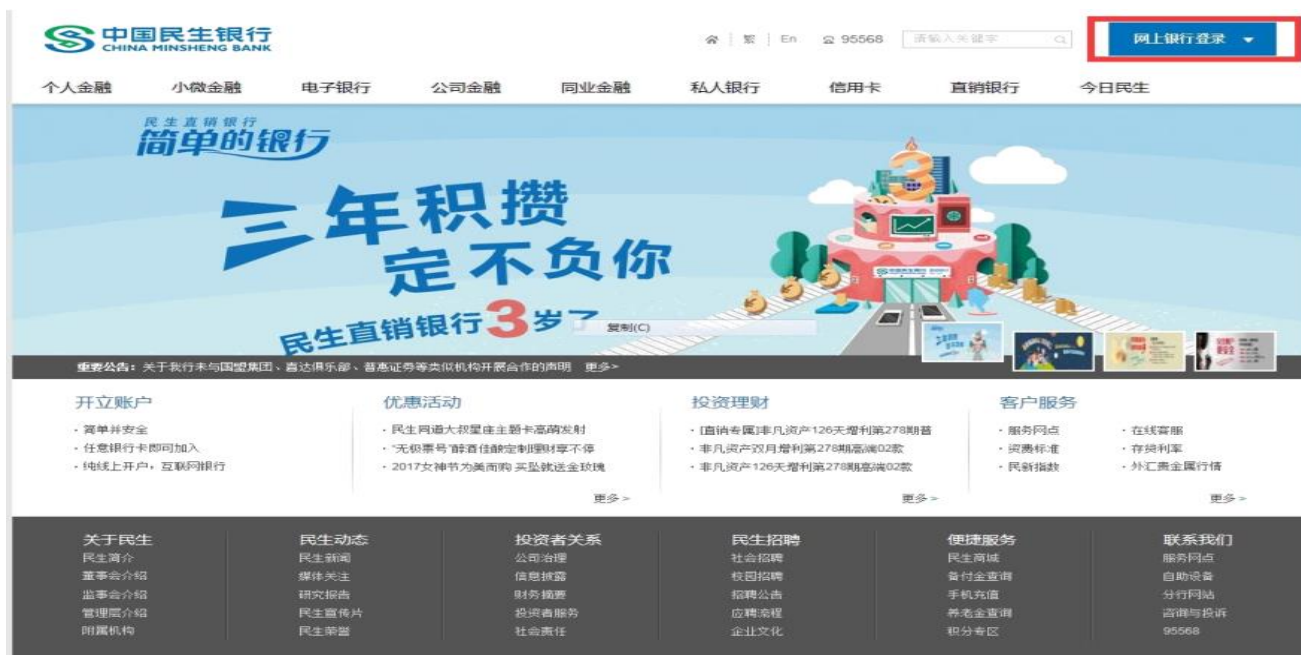 中国民生银行
CHINA MINSHENG BANK
繁 En 95568 请输入关键字 网上银行登录
个人金融 小微金融 电子银行 公司金融 同业金融 私人银行 信用卡 直销银行 今日民生
民生直销银行
简单的银行
三年积攒
定不负你
民生直销银行3岁了
复制(C)
重要公告：关于我行未与国盟集团、喜达俱乐部、普惠证券等类似机构开展合作的声明 更多>
开立账户 优惠活动 投资理财 客户服务
· 简单并安全 · 民生同道大叔星座主题卡高萌发射 · [直销专属]非凡资产126天增利第278期普 · 服务网点 · 在线客服
· 任意银行卡即可加入 · “无极票号”醇酒佳酿定制理财享不停 · 非凡资产双月增利第278期高端02款 · 资费标准 · 存贷利率
· 纯线上开户，互联网银行 · 2017女神节为美而购 买坠就送金玫瑰 · 非凡资产126天增利第278期高端02款 · 民新指数 · 外汇贵金属行情
更多> 更多> 更多>
关于民生 民生动态 投资者关系 民生招聘 便捷服务 联系我们
民生简介 民生新闻 公司治理 社会招聘 民生商城 服务网点
董事会介绍 媒体关注 信息披露 校园招聘 备付金查询 自助设备
监事会介绍 研究报告 财务摘要 招聘公告 手机充值 分行网站
管理层介绍 民生宣传片 投资者服务 应聘流程 养老金查询 咨询与投诉
附属机构 民生荣誉 社会责任 企业文化 积分专区 95568